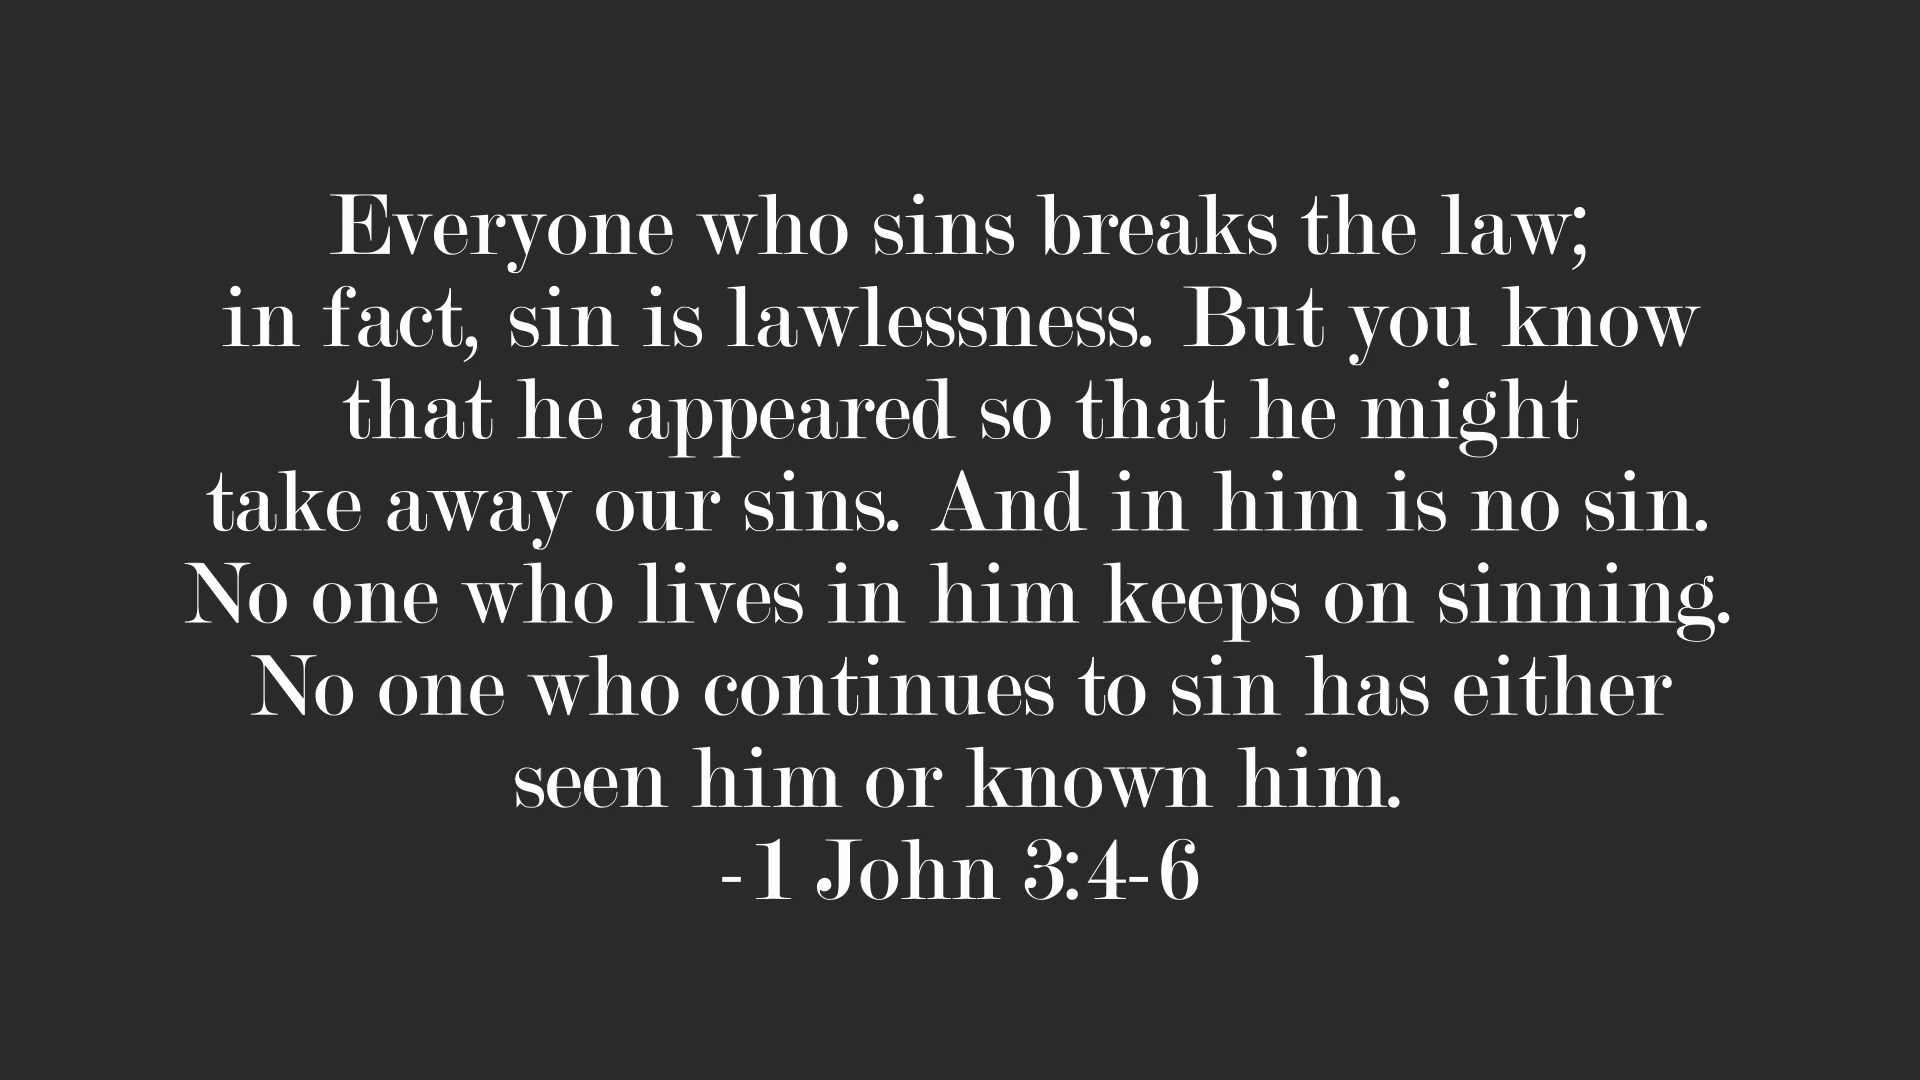 Everyone who sins breaks the law;
in fact, sin is lawlessness. But you know
that he appeared so that he might
take away our sins. And in him is no sin.
No one who lives in him keeps on sinning.
No one who continues to sin has either
seen him or known him.
-1 John 3:4-6